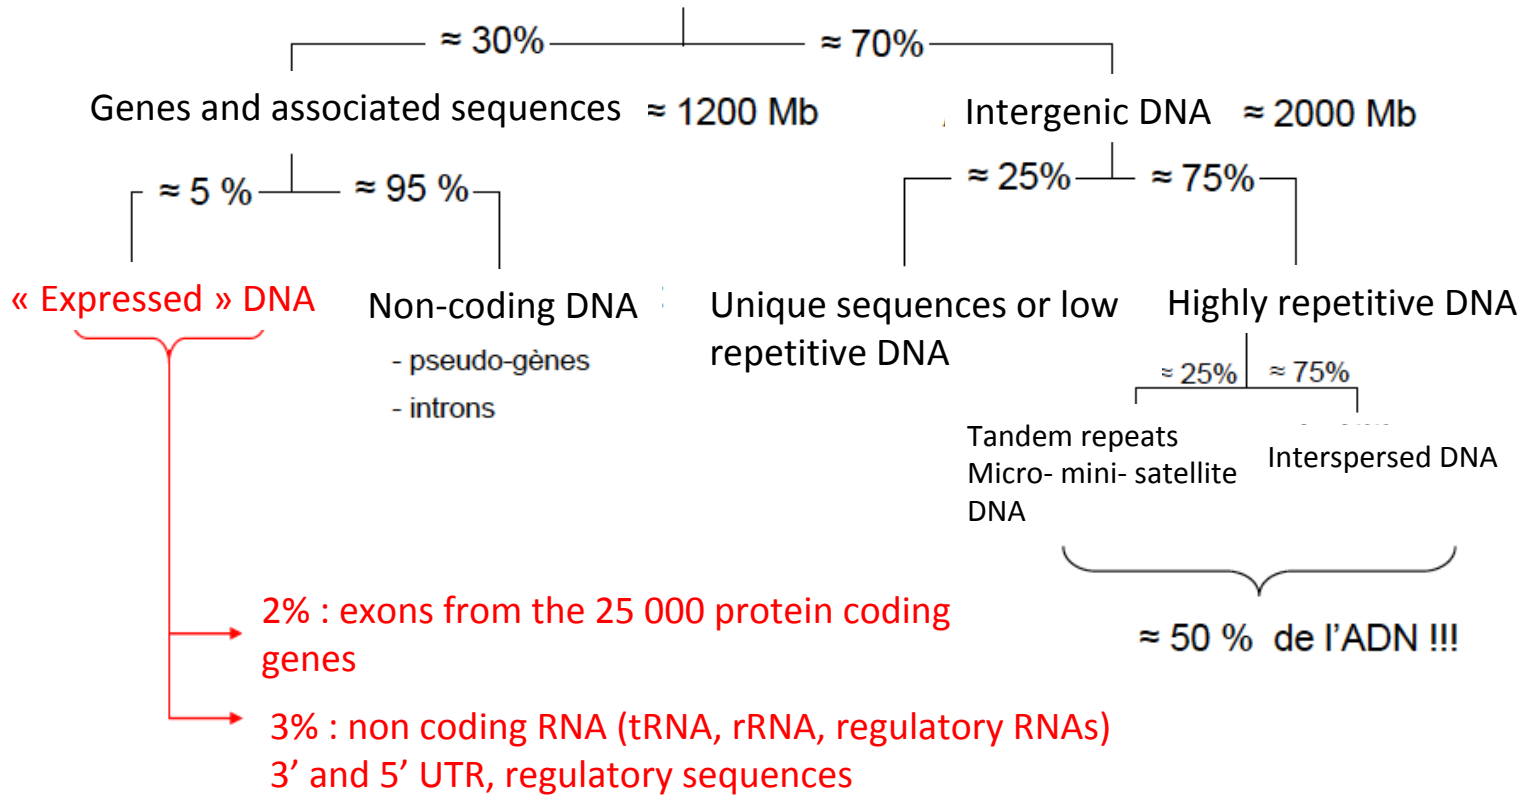 ≈ 30%
≈ 70%
Genes and associated sequences ≈ 1200 Mb
Intergenic DNA ≈ 2000 Mb
≈ 5 %
≈ 95 %
≈ 25%
≈ 75%
« Expressed » DNA
Non-coding DNA
- pseudo-gènes
- introns
Unique sequences or low
repetitive DNA
Highly repetitive DNA
≈ 25%
≈ 75%
Tandem repeats
Micro- mini- satellite
DNA
Interspersed DNA
≈ 50 % de l’ADN !!!
2% : exons from the 25 000 protein coding
genes
3% : non coding RNA (tRNA, rRNA, regulatory RNAs)
3’ and 5’ UTR, regulatory sequences